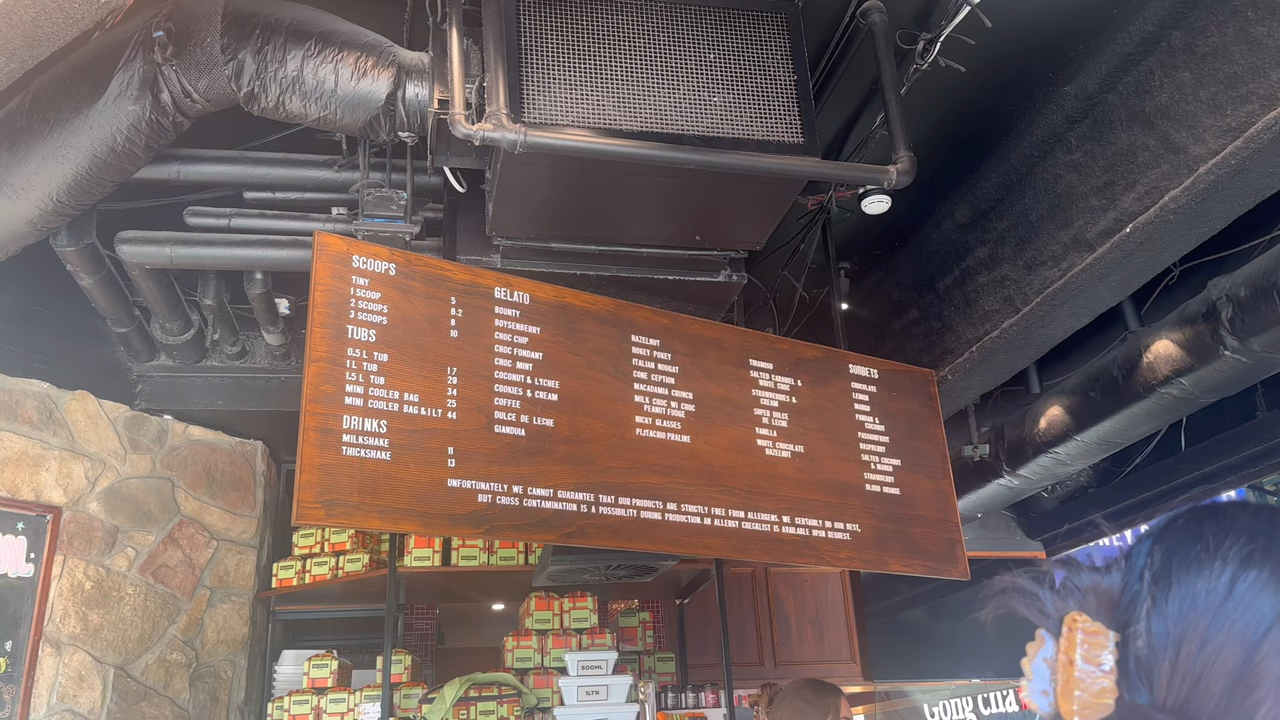 SCOOPS
TINY 5
1 SCOOP 6.2
2 SCOOPS 8
3 SCOOPS 10
TUBS
0.5 L TUB 17
1 L TUB 29
1.5 L TUB 34
MINI COOLER BAG 25
MINI COOLER BAG & 1 LT 44
DRINKS
MILKSHAKE 11
THICKSHAKE 13
GELATO
BOUNTY
BOYSENBERRY
CHOC CHIP
CHOC FONDANT
CHOC MINT
COCONUT & LYCHEE
COOKIES & CREAM
COFFEE
DULCE DE LECHE
GIANDUIA
HAZELNUT
HOKEY POKEY
ITALIAN NOUGAT
CONE CEPTION
MACADAMIA CRUNCH
MILK CHOC W/ CHOC
PEANUT FUDGE
NICKY GLASSES
PISTACHIO PRALINE
TIRAMISU
SALTED CARAMEL &
WHITE CHOC
STRAWBERRIES &
CREAM
SUPER DULCE
DE LECHE
VANILLA
WHITE CHOCOLATE
HAZELNUT
SORBETS
CHOCOLATE
LEMON
MANGO
PANDAN &
COCONUT
PASSIONFRUIT
RASPBERRY
SALTED COCONUT
& MANGO
STRAWBERRY
BLOOD ORANGE
UNFORTUNATELY WE CANNOT GUARANTEE THAT OUR PRODUCTS ARE STRICTLY FREE FROM ALLERGENS. WE CERTAINLY DO OUR BEST,
BUT CROSS CONTAMINATION IS A POSSIBILITY DURING PRODUCTION. AN ALLERGY CHECKLIST IS AVAILABLE UPON REQUEST.
500ML
1LTR
Gong Cha